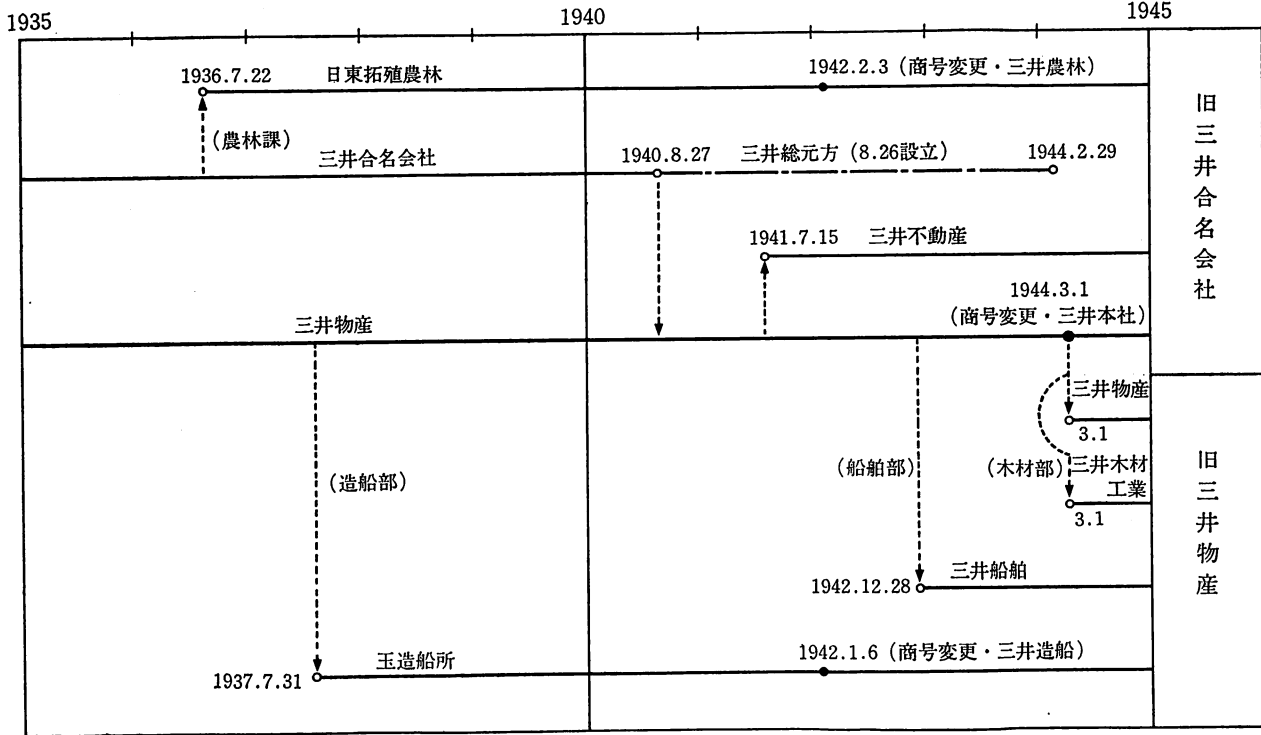 1935
1940
1945
1936.7.22
日東拓殖農林
1942.2.3 (商号変更・三井農林)
(農林課)
三井合名会社
1940.8.27
三井総元方 (8.26設立)
1944.2.29
1941.7.15
三井不動産
1944.3.1
(商号変更・三井本社)
三井物産
三井物産
3.1
(造船部)
(船舶部)
(木材部)
三井木材
工業
3.1
三井船舶
1942.12.28
玉造船所
1942.1.6 (商号変更・三井造船)
1937.7.31
旧三井合名会社
旧三井物産